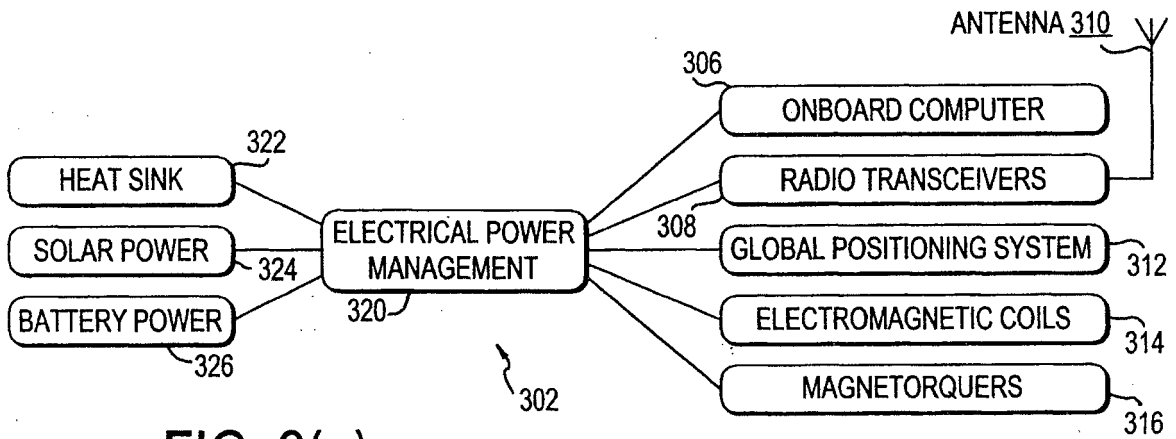 ANTENNA 310
306
ONBOARD COMPUTER
322
HEAT SINK
RADIO TRANSCEIVERS
308
ELECTRICAL POWER
MANAGEMENT
320
SOLAR POWER
324
GLOBAL POSITIONING SYSTEM
312
BATTERY POWER
326
ELECTROMAGNETIC COILS
314
302
MAGNETORQUERS
316